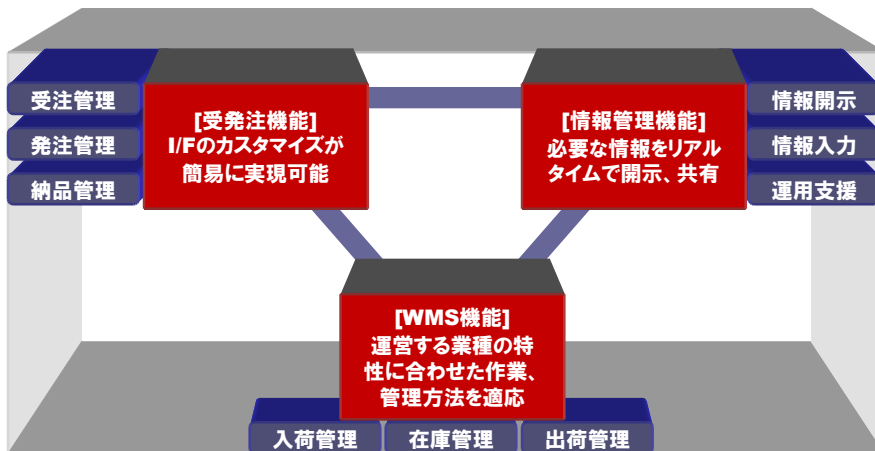 受注管理
発注管理
納品管理
[受発注機能]
I/Fのカスタマイズが
簡易に実現可能
[情報管理機能]
必要な情報をリアル
タイムで開示、共有
情報開示
情報入力
運用支援
[WMS機能]
運営する業種の特
性に合わせた作業、
管理方法を適応
入荷管理
在庫管理
出荷管理